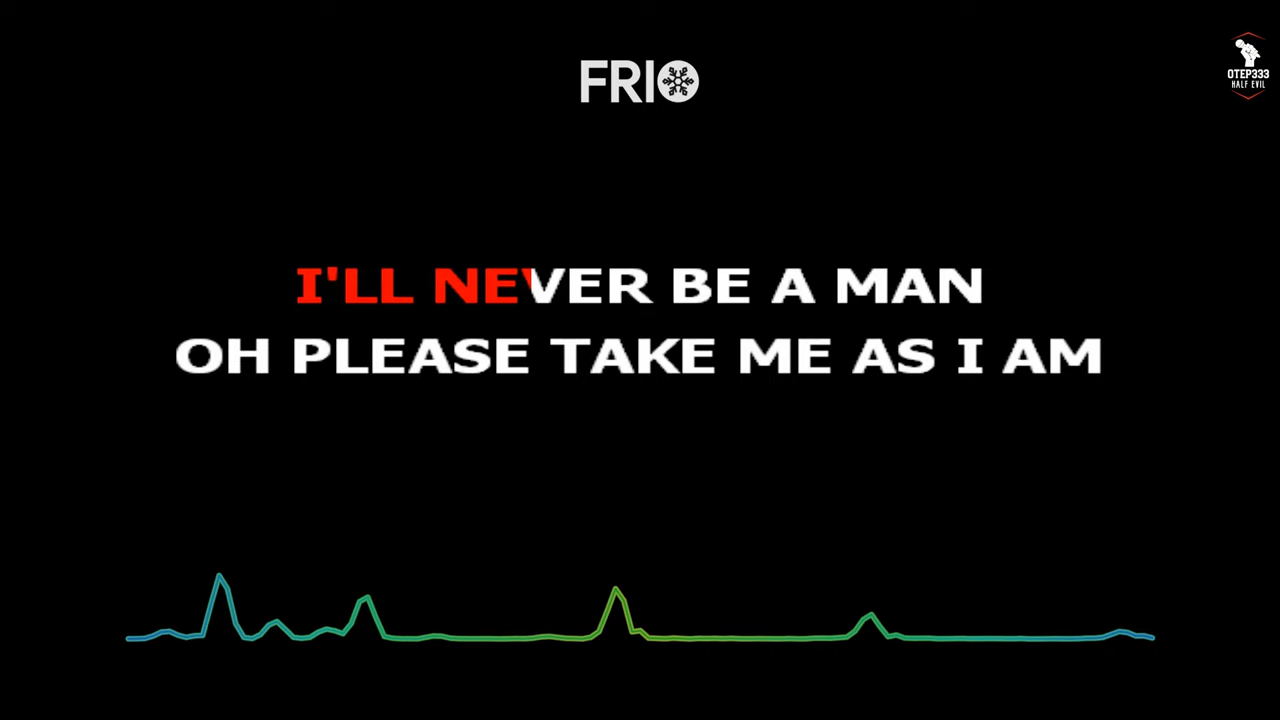 FRIO
OTEP333
HALF EVIL
I'LL NEVER BE A MAN
OH PLEASE TAKE ME AS I AM